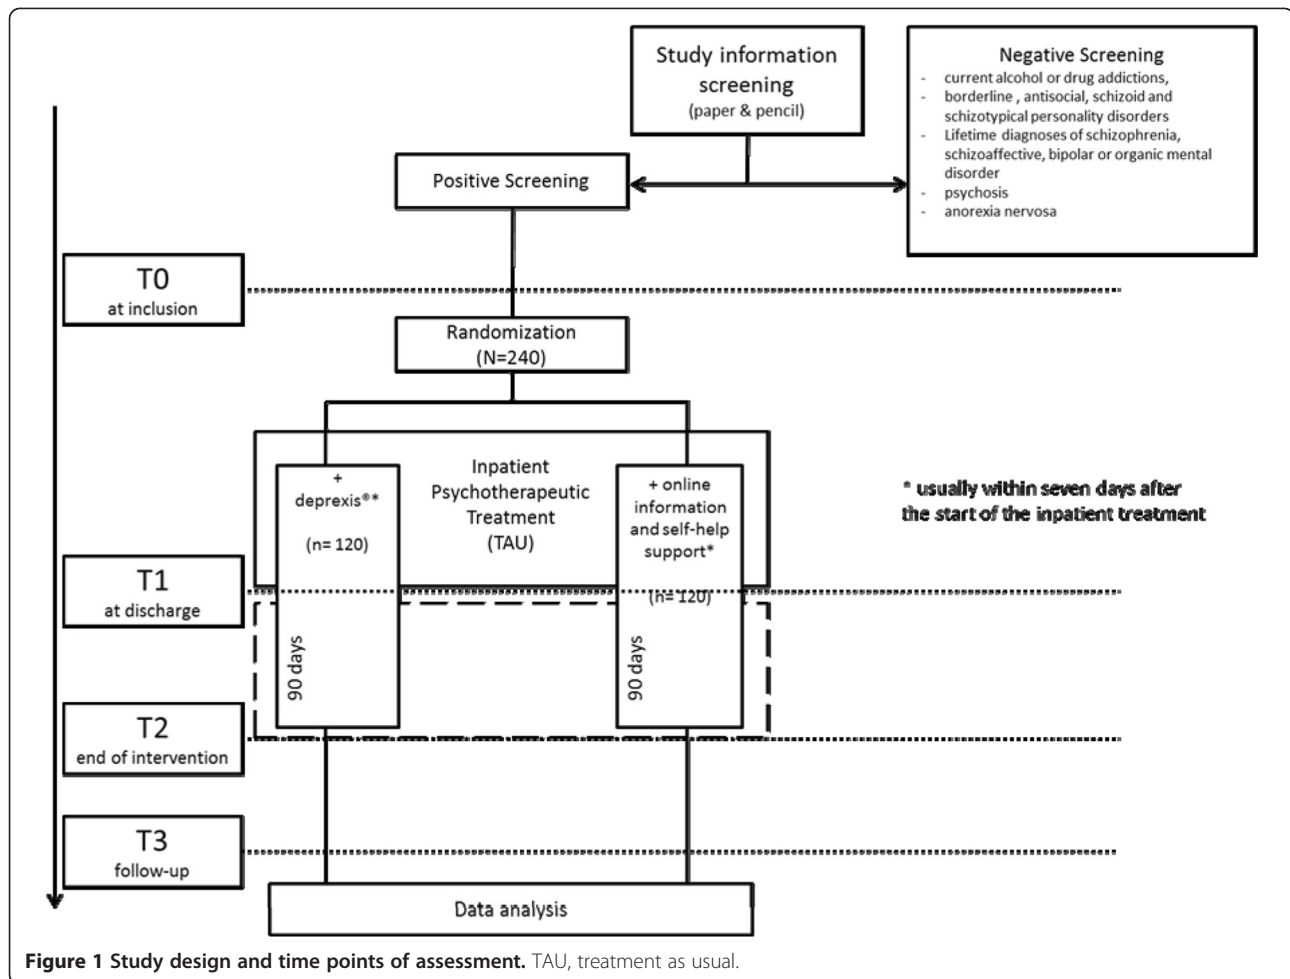 Study information
screening
(paper & pencil)
Negative Screening
- current alcohol or drug addictions,
- borderline , antisocial, schizoid and
schizotypical personality disorders
- Lifetime diagnoses of schizophrenia,
schizoaffective, bipolar or organic mental
disorder
- psychosis
- anorexia nervosa
Positive Screening
T0
at inclusion
Randomization
(N=240)
Inpatient
Psychotherapeutic
Treatment
(TAU)
+
deprexis®*
(n= 120)
+ online
information
and self-help
support*
(n= 120)
* usually within seven days after
the start of the inpatient treatment
T1
at discharge
90 days
90 days
T2
end of intervention
T3
follow-up
Data analysis
Figure 1 Study design and time points of assessment. TAU, treatment as usual.